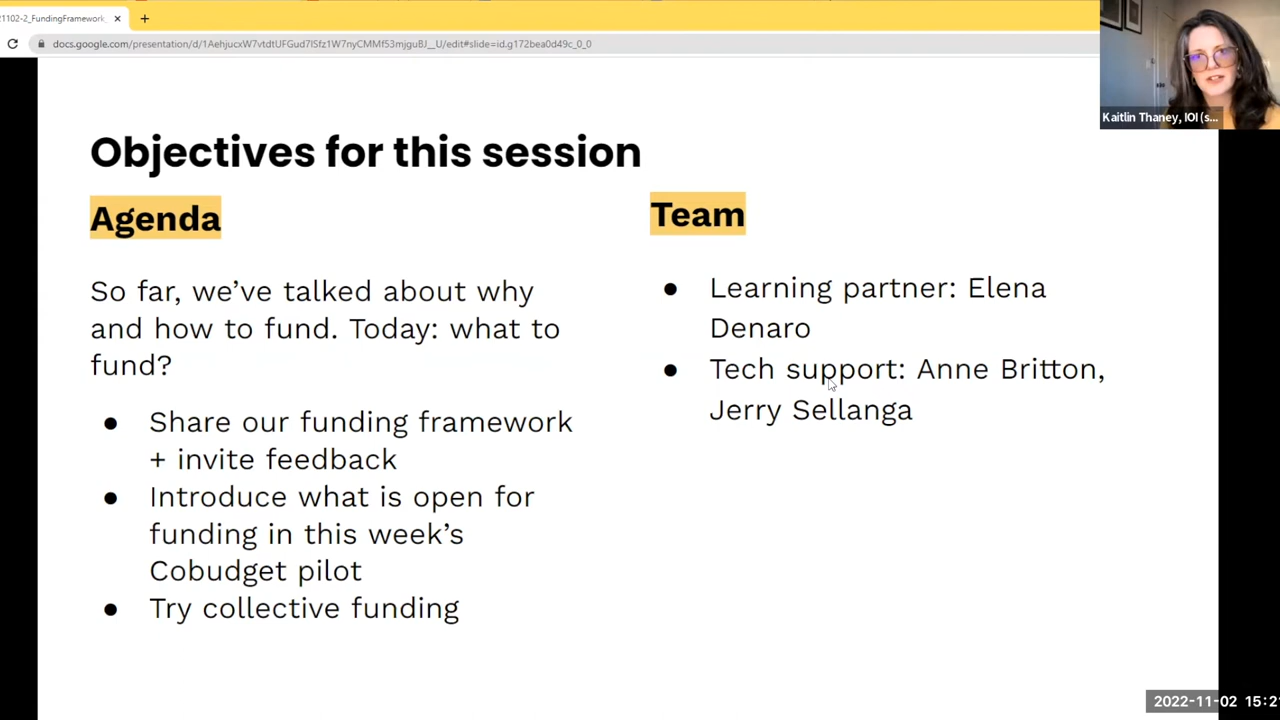 21102-2_FundingFramework_
docs.google.com/presentation/d/1AehjucxW7vtdtUFGud7lSfz1W7nyCMMf53mjguBJ__U/edit#slide=id.g172bea0d49c_0_0
Kaitlin Thaney, IOI (s...
Objectives for this session
Agenda
So far, we’ve talked about why
and how to fund. Today: what to
fund?
● Share our funding framework
+ invite feedback
● Introduce what is open for
funding in this week’s
Cobudget pilot
● Try collective funding
Team
● Learning partner: Elena
Denaro
● Tech support: Anne Britton,
Jerry Sellanga
2022-11-02 15:2